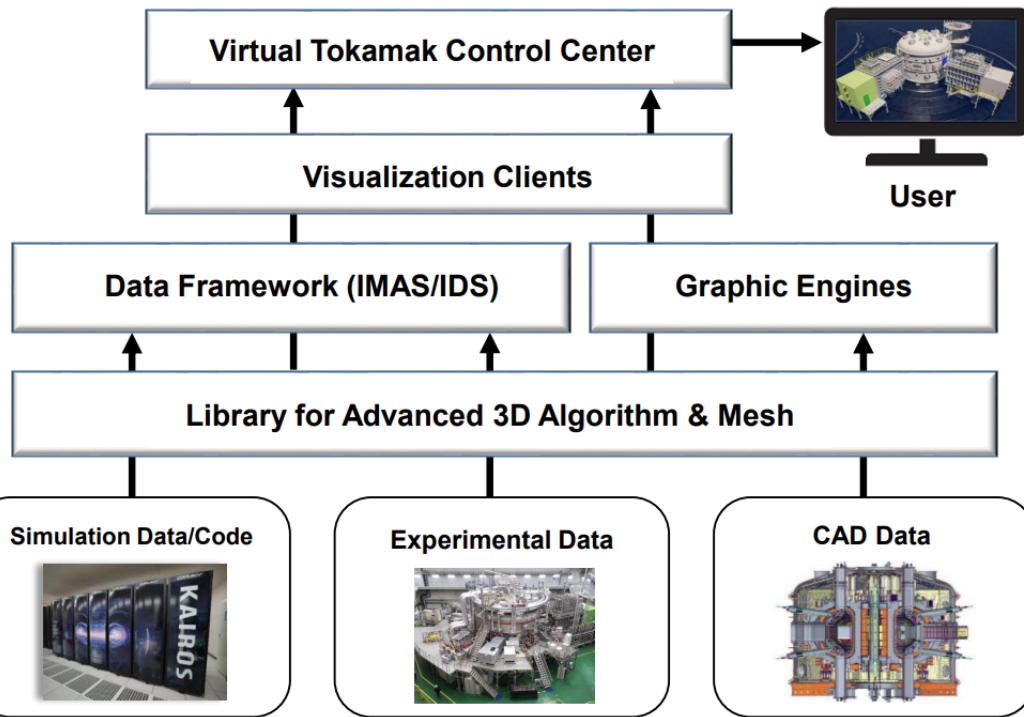 Virtual Tokamak Control Center
Visualization Clients
User
Data Framework (IMAS/IDS)
Graphic Engines
Library for Advanced 3D Algorithm & Mesh
Simulation Data/Code
Experimental Data
CAD Data
KAIROS